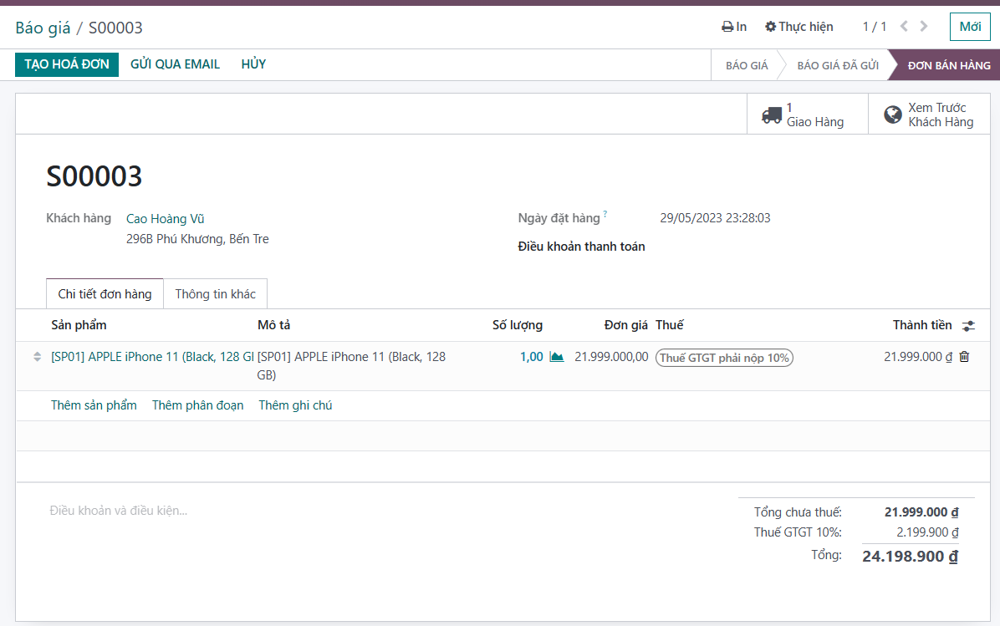 Báo giá / S00003
In
Thực hiện
1 / 1
Mới
TẠO HOÁ ĐƠN
GỬI QUA EMAIL
HỦY
BÁO GIÁ
BÁO GIÁ ĐÃ GỬI
ĐƠN BÁN HÀNG
1
Giao Hàng
Xem Trước
Khách Hàng
S00003
Khách hàng
Cao Hoàng Vũ
296B Phú Khương, Bến Tre
Ngày đặt hàng ?
29/05/2023 23:28:03
Điều khoản thanh toán
Chi tiết đơn hàng
Thông tin khác
Sản phẩm
Mô tả
Số lượng
Đơn giá
Thuế
Thành tiền
[SP01] APPLE iPhone 11 (Black, 128 GI
[SP01] APPLE iPhone 11 (Black, 128
GB)
1,00
21.999.000,00
Thuế GTGT phải nộp 10%
21.999.000 ₫
Thêm sản phẩm
Thêm phân đoạn
Thêm ghi chú
Điều khoản và điều kiện...
Tổng chưa thuế: 21.999.000 ₫
Thuế GTGT 10%: 2.199.900 ₫
Tổng: 24.198.900 ₫